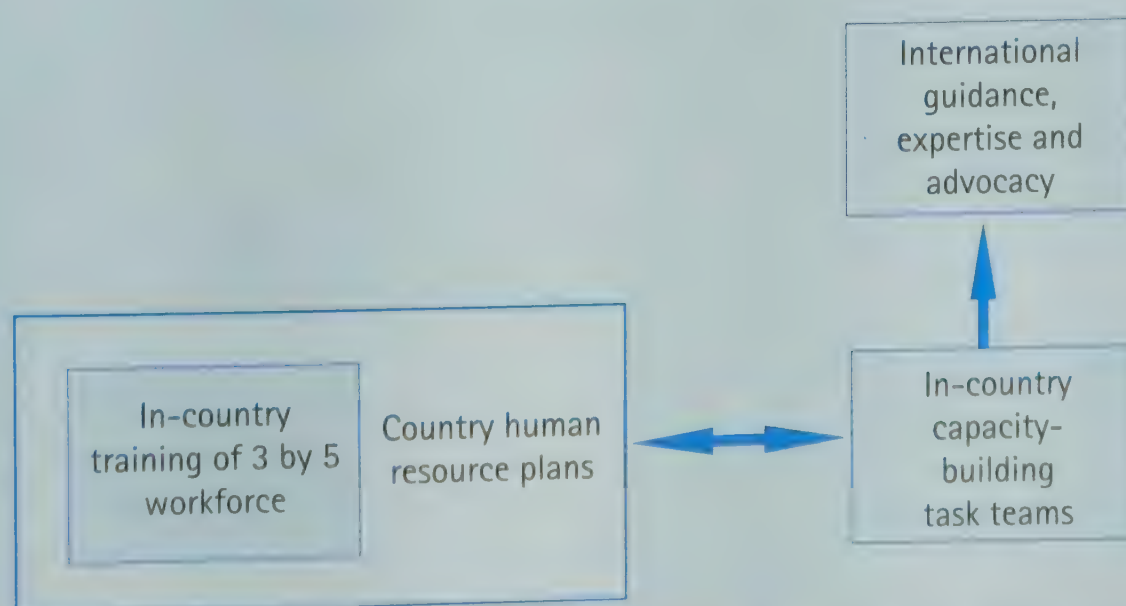 International
guidance,
expertise and
advocacy
In-country
training of 3 by 5
workforce
Country human
resource plans
In-country
capacity-
building
task teams